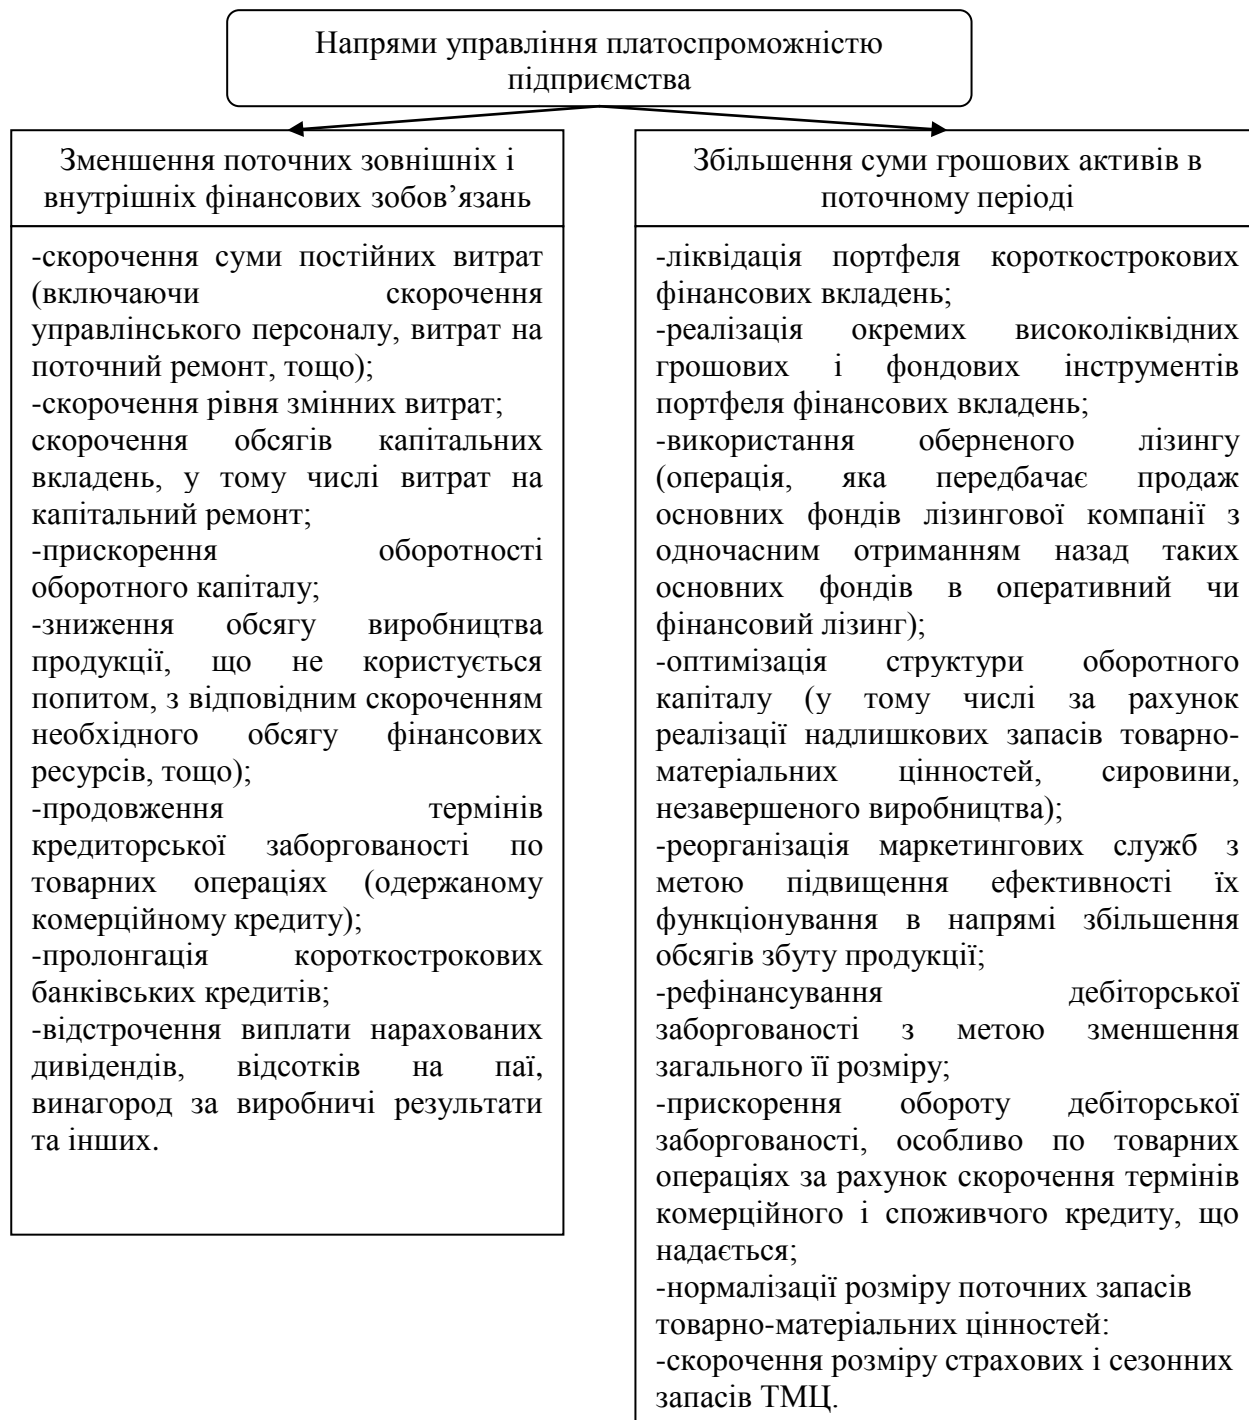 Напрями управління платоспроможністю
підприємства
Зменшення поточних зовнішніх і
внутрішніх фінансових зобов’язань
-скорочення суми постійних витрат
(включаючи скорочення
управлінського персоналу, витрат на
поточний ремонт, тощо);
-скорочення рівня змінних витрат;
скорочення обсягів капітальних
вкладень, у тому числі витрат на
капітальний ремонт;
-прискорення оборотності
оборотного капіталу;
-зниження обсягу виробництва
продукції, що не користується
попитом, з відповідним скороченням
необхідного обсягу фінансових
ресурсів, тощо);
-продовження термінів
кредиторської заборгованості по
товарних операціях (одержаному
комерційному кредиту);
-пролонгація короткострокових
банківських кредитів;
-відстрочення виплати нарахованих
дивідендів, відсотків на паї,
винагород за виробничі результати
та інших.
Збільшення суми грошових активів в
поточному періоді
-ліквідація портфеля короткострокових
фінансових вкладень;
-реалізація окремих високоліквідних
грошових і фондових інструментів
портфеля фінансових вкладень;
-використання оберненого лізингу
(операція, яка передбачає продаж
основних фондів лізингової компанії з
одночасним отриманням назад таких
основних фондів в оперативний чи
фінансовий лізинг);
-оптимізація структури оборотного
капіталу (у тому числі за рахунок
реалізації надлишкових запасів товарно-
матеріальних цінностей, сировини,
незавершеного виробництва);
-реорганізація маркетингових служб з
метою підвищення ефективності їх
функціонування в напрямі збільшення
обсягів збуту продукції;
-рефінансування дебіторської
заборгованості з метою зменшення
загального її розміру;
-прискорення обороту дебіторської
заборгованості, особливо по товарних
операціях за рахунок скорочення термінів
комерційного і споживчого кредиту, що
надається;
-нормалізації розміру поточних запасів
товарно-матеріальних цінностей:
-скорочення розміру страхових і сезонних
запасів ТМЦ.